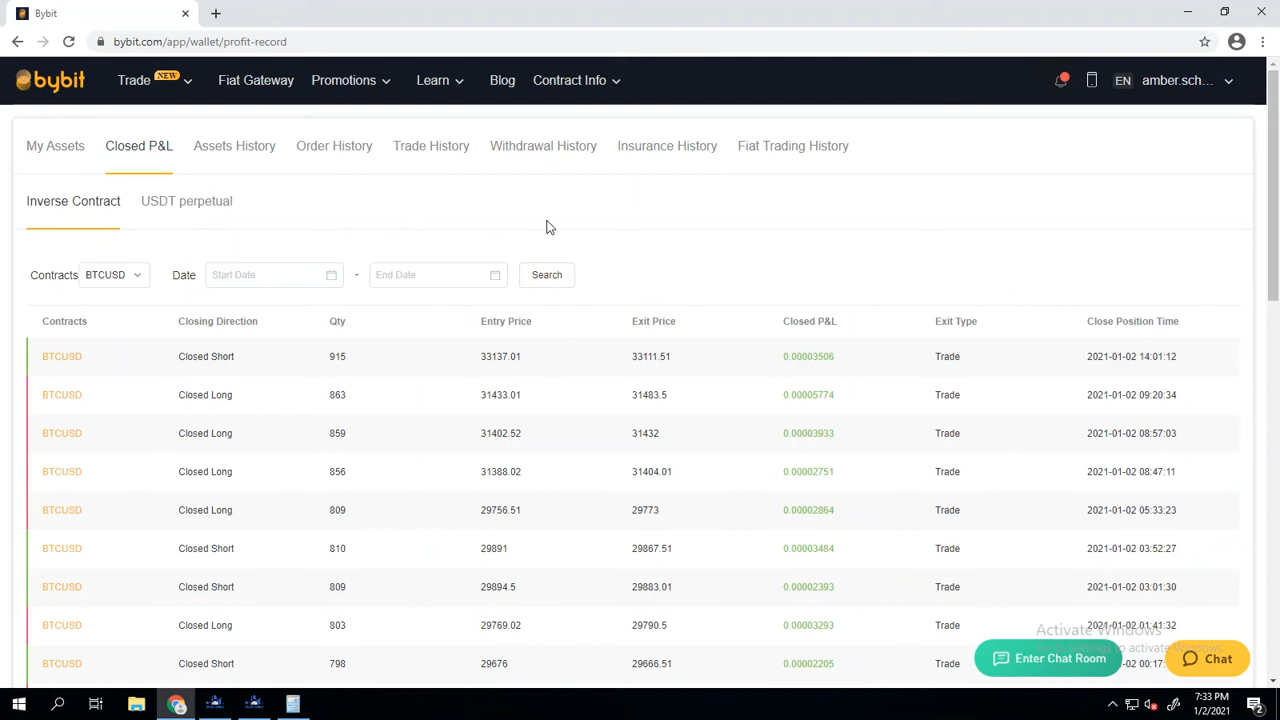 Bybit
bybit.com/app/wallet/profit-record
bybit Trade NEW Fiat Gateway Promotions Learn Blog Contract Info EN amber.sch...
My Assets Closed P&L Assets History Order History Trade History Withdrawal History Insurance History Fiat Trading History
Inverse Contract USDT perpetual
Contracts BTCUSD Date Start Date - End Date Search
Contracts Closing Direction Qty Entry Price Exit Price Closed P&L Exit Type Close Position Time
BTCUSD Closed Short 915 33137.01 33111.51 0.00003506 Trade 2021-01-02 14:01:12
BTCUSD Closed Long 863 31433.01 31483.5 0.00005774 Trade 2021-01-02 09:20:34
BTCUSD Closed Long 859 31402.52 31432 0.00003933 Trade 2021-01-02 08:57:03
BTCUSD Closed Long 856 31388.02 31404.01 0.00002751 Trade 2021-01-02 08:47:11
BTCUSD Closed Long 809 29756.51 29773 0.00002864 Trade 2021-01-02 05:33:23
BTCUSD Closed Short 810 29891 29867.51 0.00003484 Trade 2021-01-02 03:52:27
BTCUSD Closed Short 809 29894.5 29883.01 0.00002393 Trade 2021-01-02 03:01:30
BTCUSD Closed Long 803 29769.02 29790.5 0.00003293 Trade 2021-01-02 01:41:32
Activate Windows
to activate Windows.
BTCUSD Closed Short 798 29676 29666.51 0.00002205 Trade
Enter Chat Room Chat
7:33 PM
1/2/2021
2